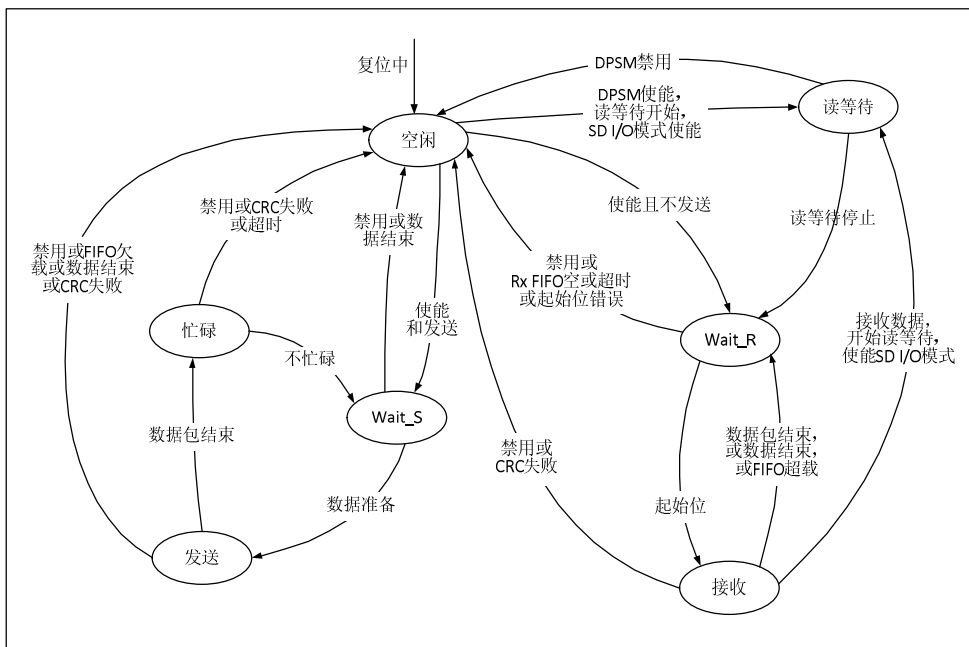 复位中
DPSM禁用
DPSM使能，
读等待开始，
SD I/O模式使能
读等待
空闲
禁用或CRC失败
或超时
禁用或数
据结束
使能且不发送
读等待停止
禁用或FIFO欠
载或数据结束
或CRC失败
禁用或
Rx FIFO空或超时
或起始位错误
使能
和发送
忙碌
不忙碌
Wait_R
接收数据，
开始读等待，
使能SD I/O模式
Wait_S
数据包结束
禁用或
CRC失败
数据包结束，
或数据结束，
或FIFO超载
数据准备
起始位
发送
接收